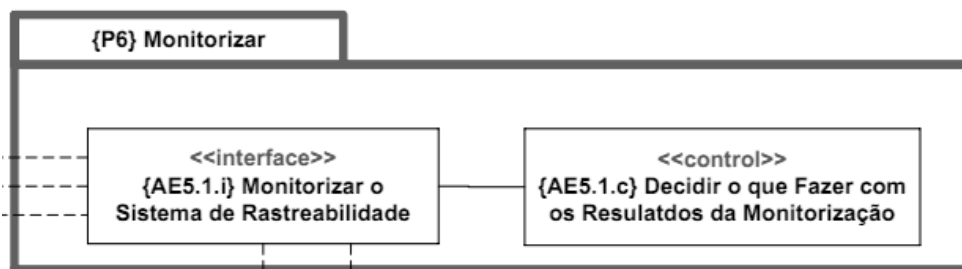 {P6} Monitorizar
<<interface>>
{AE5.1.i} Monitorizar o
Sistema de Rastreabilidade
<<control>>
{AE5.1.c} Decidir o que Fazer com
os Resulatdos da Monitorização